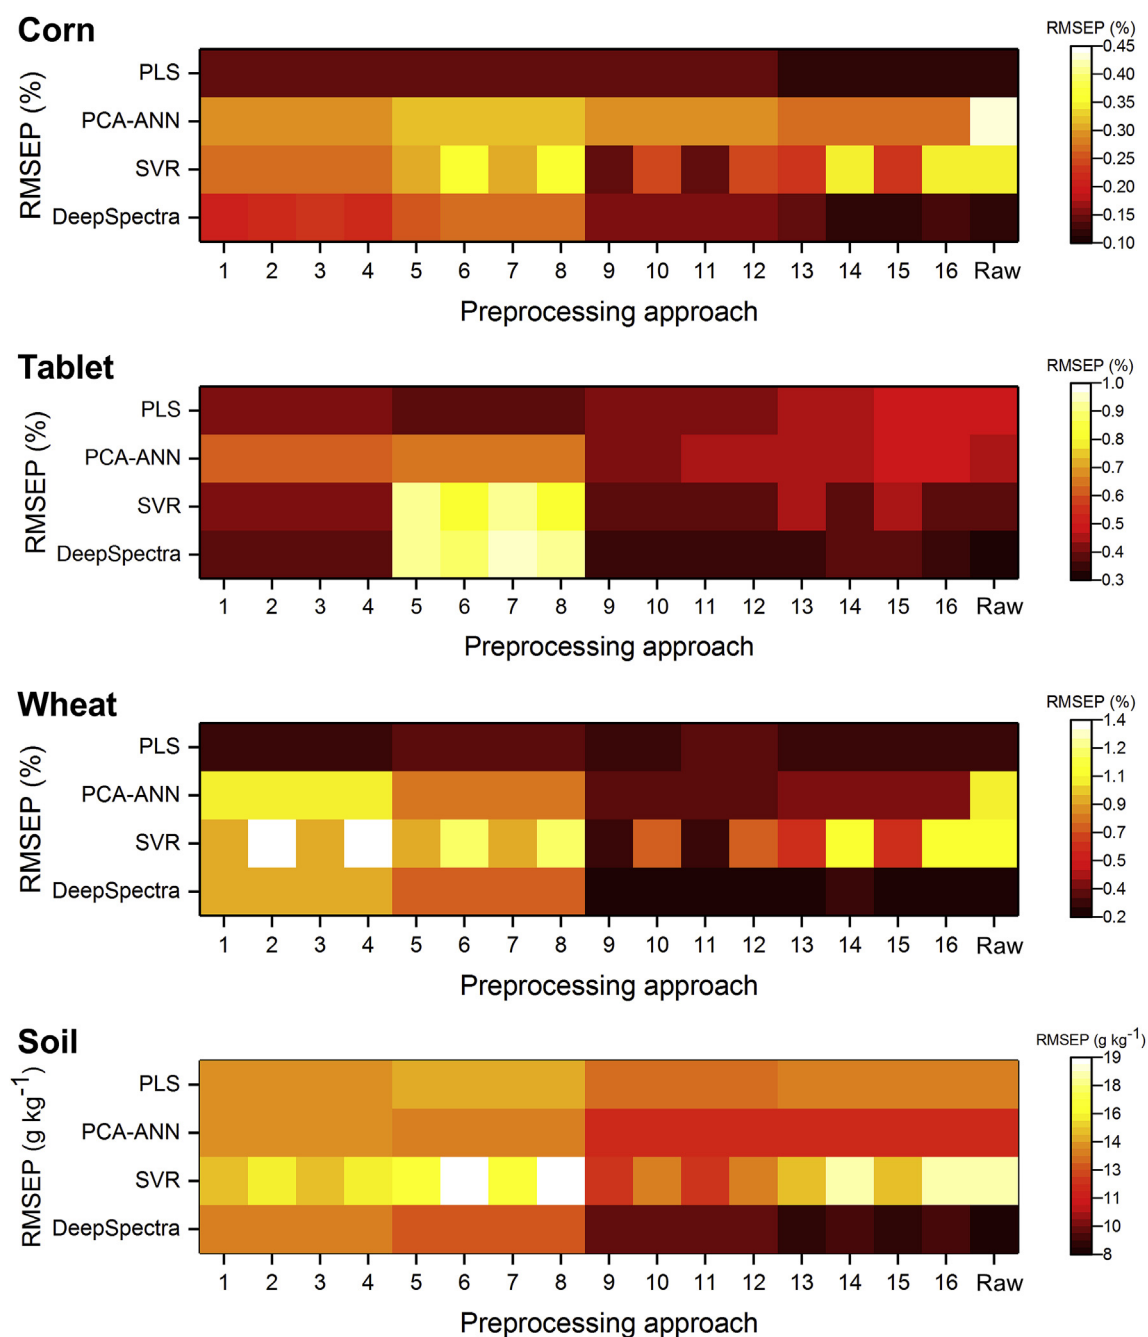 Corn
RMSEP (%)
RMSEP (%)
PLS
PCA-ANN
SVR
DeepSpectra
0.45
0.40
0.35
0.30
0.25
0.20
0.15
0.10
1 2 3 4 5 6 7 8 9 10 11 12 13 14 15 16 Raw
Preprocessing approach
Tablet
RMSEP (%)
RMSEP (%)
PLS
PCA-ANN
SVR
DeepSpectra
1.0
0.9
0.8
0.7
0.6
0.5
0.4
0.3
1 2 3 4 5 6 7 8 9 10 11 12 13 14 15 16 Raw
Preprocessing approach
Wheat
RMSEP (%)
RMSEP (%)
PLS
PCA-ANN
SVR
DeepSpectra
1.4
1.2
1.1
0.9
0.8
0.7
0.5
0.4
0.2
1 2 3 4 5 6 7 8 9 10 11 12 13 14 15 16 Raw
Preprocessing approach
Soil
RMSEP (g kg⁻¹)
RMSEP (g kg⁻¹)
PLS
PCA-ANN
SVR
DeepSpectra
19
18
16
14
13
11
10
8
1 2 3 4 5 6 7 8 9 10 11 12 13 14 15 16 Raw
Preprocessing approach